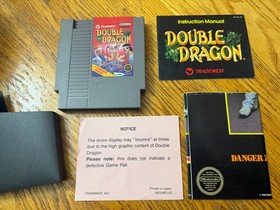 DOUBLE
DRAGON
Instruction Manual
DOUBLE
DRAGON
TRADEWEST
NOTICE
The score display may "bounce" at times
due to the high graphic content of Double
Dragon.
Please note: this does not indicate a
defective Game Pak.
TRADEWEST, INC.
Printed in Japan
DANGER